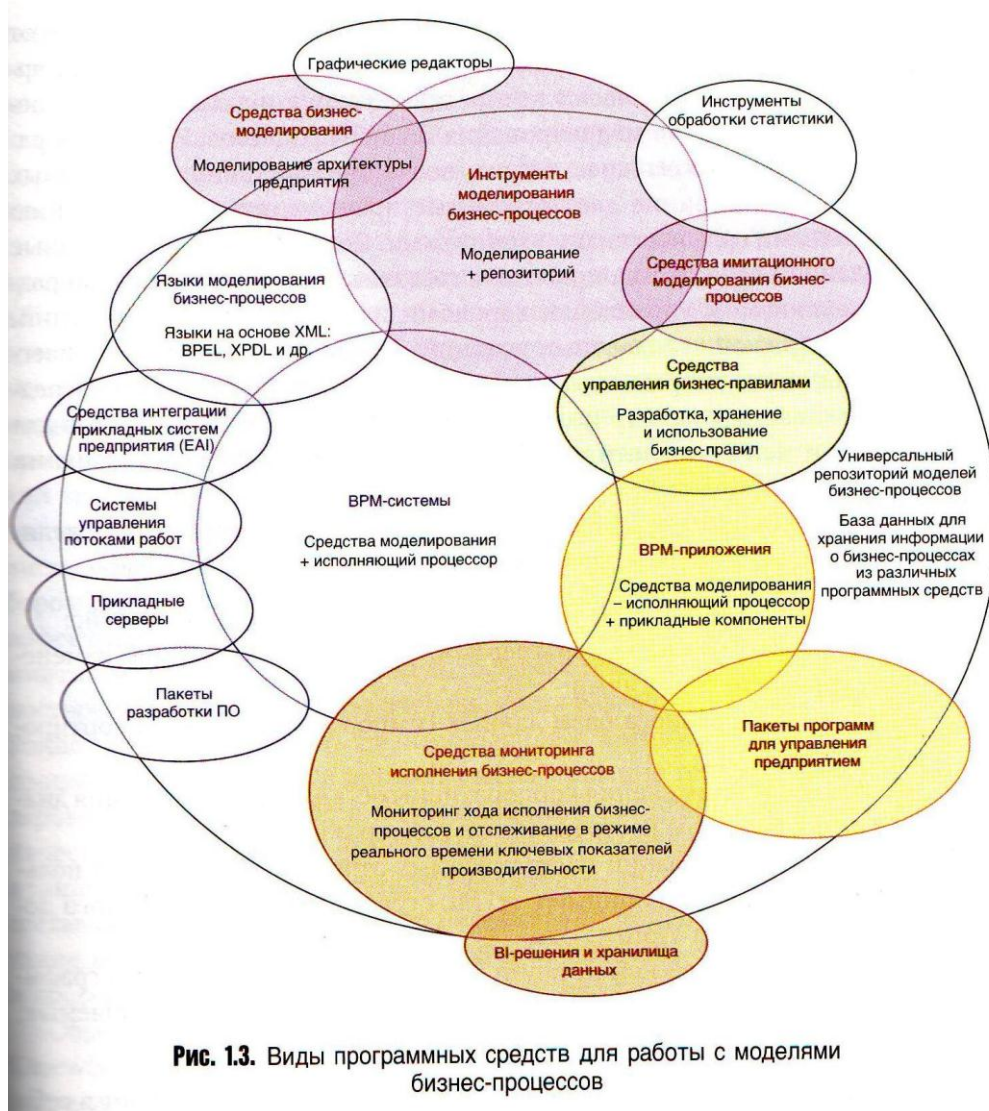 Графические редакторы
Средства бизнес-
моделирования
Моделирование архитектуры
предприятия
Инструменты
моделирования
бизнес-процессов
Моделирование
+ репозиторий
Инструменты
обработки статистики
Средства имитационного
моделирования бизнес-
процессов
Языки моделирования
бизнес-процессов
Языки на основе XML:
BPEL, XPDL и др.
Средства
управления бизнес-правилами
Разработка, хранение
и использование
бизнес-правил
Средства интеграции
прикладных систем
предприятия (EAI)
Системы
управления
потоками работ
Прикладные
серверы
Пакеты
разработки ПО
BPM-системы
Средства моделирования
+ исполняющий процессор
BPM-приложения
Средства моделирования
– исполняющий процессор
+ прикладные компоненты
Универсальный
репозиторий моделей
бизнес-процессов
База данных для
хранения информации
о бизнес-процессах
из различных
программных средств
Пакеты программ
для управления
предприятием
Средства мониторинга
исполнения бизнес-процессов
Мониторинг хода исполнения бизнес-
процессов и отслеживание в режиме
реального времени ключевых показателей
производительности
BI-решения и хранилища
данных
Рис. 1.3. Виды программных средств для работы с моделями
бизнес-процессов